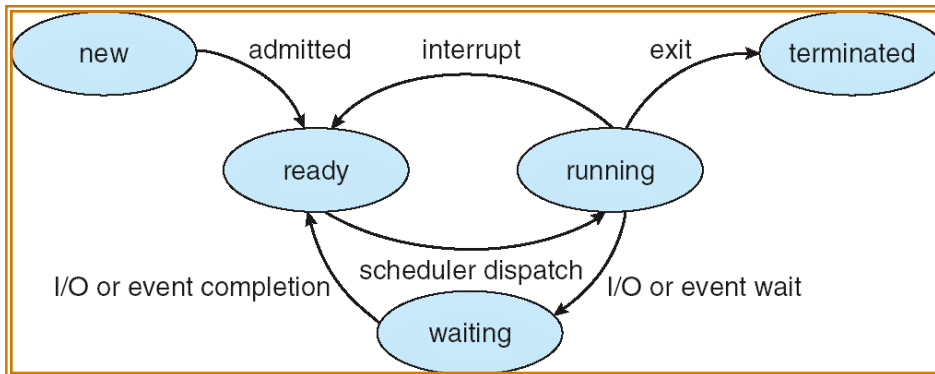 new
admitted
interrupt
exit
terminated
ready
running
scheduler dispatch
I/O or event completion
I/O or event wait
waiting